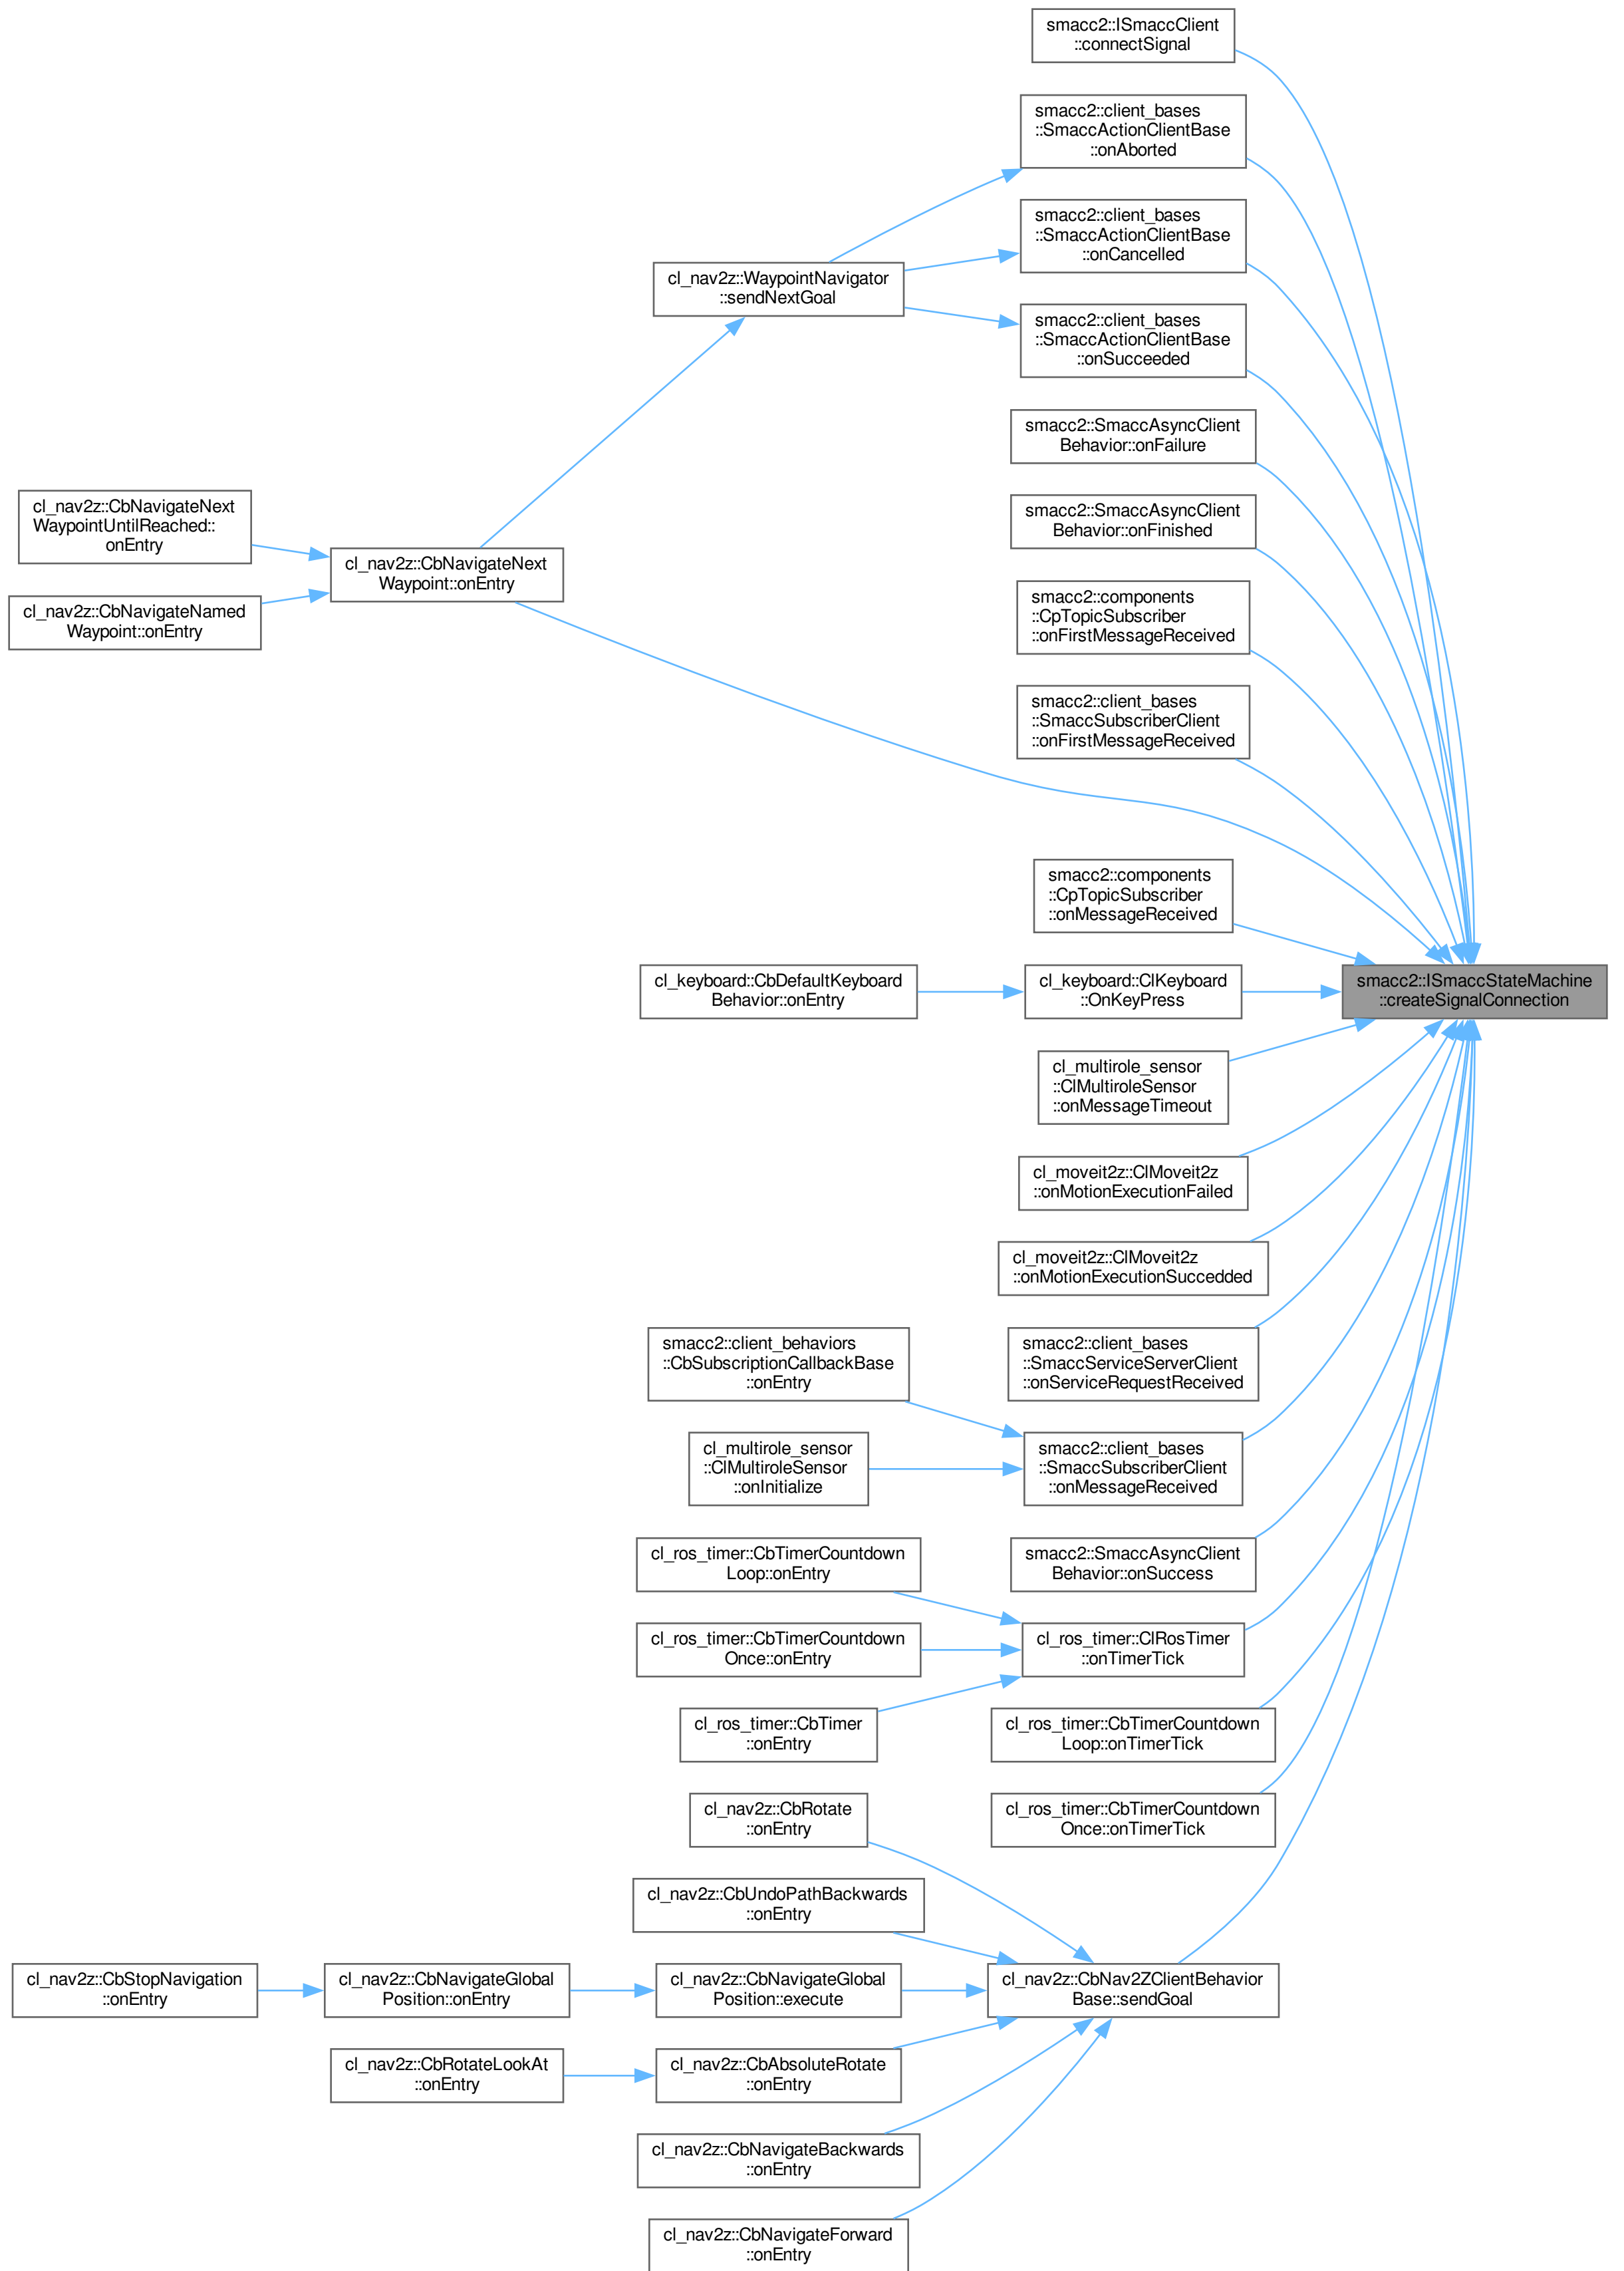 smacc2::ISmaccClient
::connectSignal
smacc2::client_bases
::SmaccActionClientBase
::onAborted
smacc2::client_bases
::SmaccActionClientBase
::onCancelled
cl_nav2z::WaypointNavigator
::sendNextGoal
smacc2::client_bases
::SmaccActionClientBase
::onSucceeded
smacc2::SmaccAsyncClient
Behavior::onFailure
cl_nav2z::CbNavigateNext
WaypointUntilReached::
onEntry
smacc2::SmaccAsyncClient
Behavior::onFinished
cl_nav2z::CbNavigateNext
Waypoint::onEntry
cl_nav2z::CbNavigateNamed
Waypoint::onEntry
smacc2::components
::CpTopicSubscriber
::onFirstMessageReceived
smacc2::client_bases
::SmaccSubscriberClient
::onFirstMessageReceived
smacc2::components
::CpTopicSubscriber
::onMessageReceived
cl_keyboard::CbDefaultKeyboard
Behavior::onEntry
cl_keyboard::ClKeyboard
::OnKeyPress
smacc2::ISmaccStateMachine
::createSignalConnection
cl_multirole_sensor
::ClMultiroleSensor
::onMessageTimeout
cl_moveit2z::ClMoveit2z
::onMotionExecutionFailed
cl_moveit2z::ClMoveit2z
::onMotionExecutionSuccedded
smacc2::client_behaviors
::CbSubscriptionCallbackBase
::onEntry
smacc2::client_bases
::SmaccServiceServerClient
::onServiceRequestReceived
cl_multirole_sensor
::ClMultiroleSensor
::onInitialize
smacc2::client_bases
::SmaccSubscriberClient
::onMessageReceived
cl_ros_timer::CbTimerCountdown
Loop::onEntry
smacc2::SmaccAsyncClient
Behavior::onSuccess
cl_ros_timer::CbTimerCountdown
Once::onEntry
cl_ros_timer::ClRosTimer
::onTimerTick
cl_ros_timer::CbTimer
::onEntry
cl_ros_timer::CbTimerCountdown
Loop::onTimerTick
cl_nav2z::CbRotate
::onEntry
cl_ros_timer::CbTimerCountdown
Once::onTimerTick
cl_nav2z::CbUndoPathBackwards
::onEntry
cl_nav2z::CbStopNavigation
::onEntry
cl_nav2z::CbNavigateGlobal
Position::onEntry
cl_nav2z::CbNavigateGlobal
Position::execute
cl_nav2z::CbNav2ZClientBehavior
Base::sendGoal
cl_nav2z::CbRotateLookAt
::onEntry
cl_nav2z::CbAbsoluteRotate
::onEntry
cl_nav2z::CbNavigateBackwards
::onEntry
cl_nav2z::CbNavigateForward
::onEntry